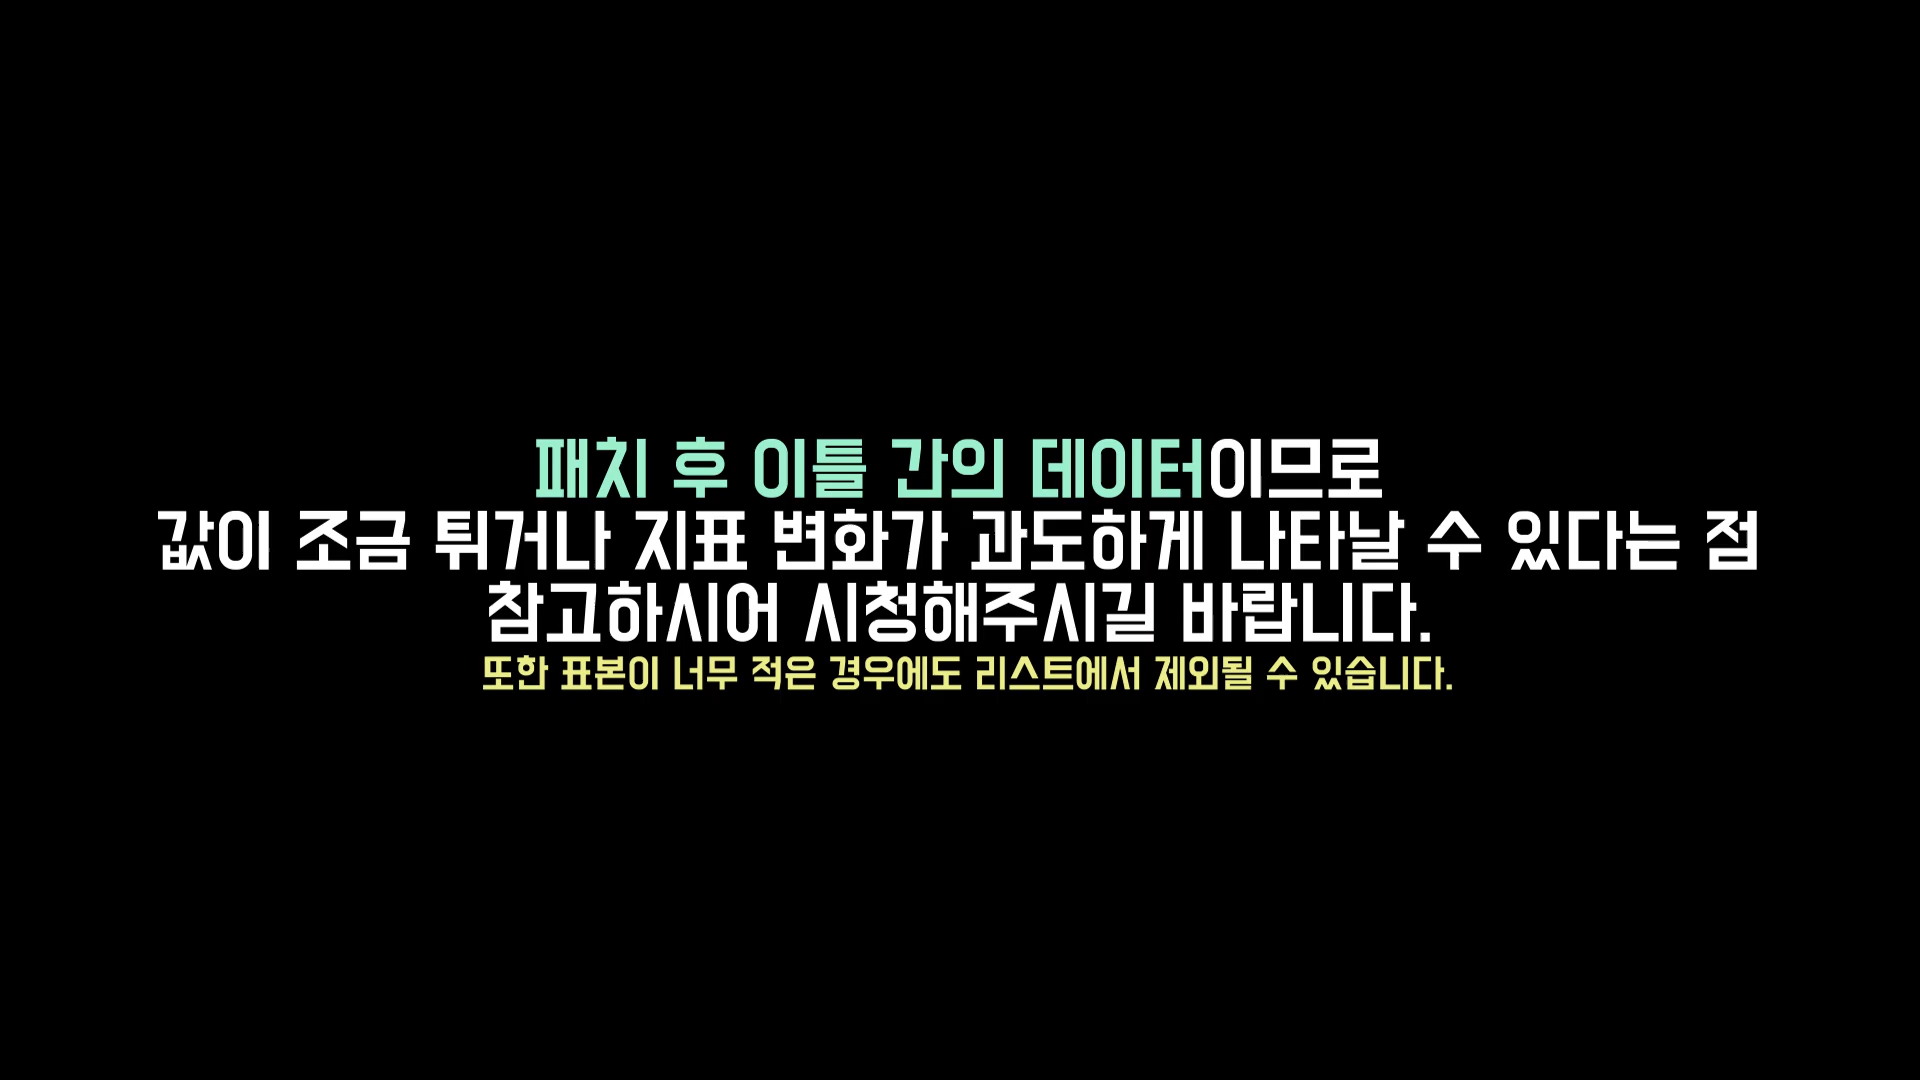 패치 후 이틀 간의 데이터이므로
값이 조금 튀거나 지표 변화가 과도하게 나타날 수 있다는 점
참고하시어 시청해주시길 바랍니다.
또한 표본이 너무 적은 경우에도 리스트에서 제외될 수 있습니다.